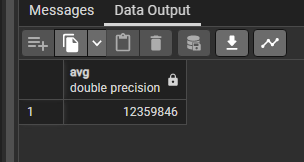 Messages Data Output
avg
double precision
1 12359846